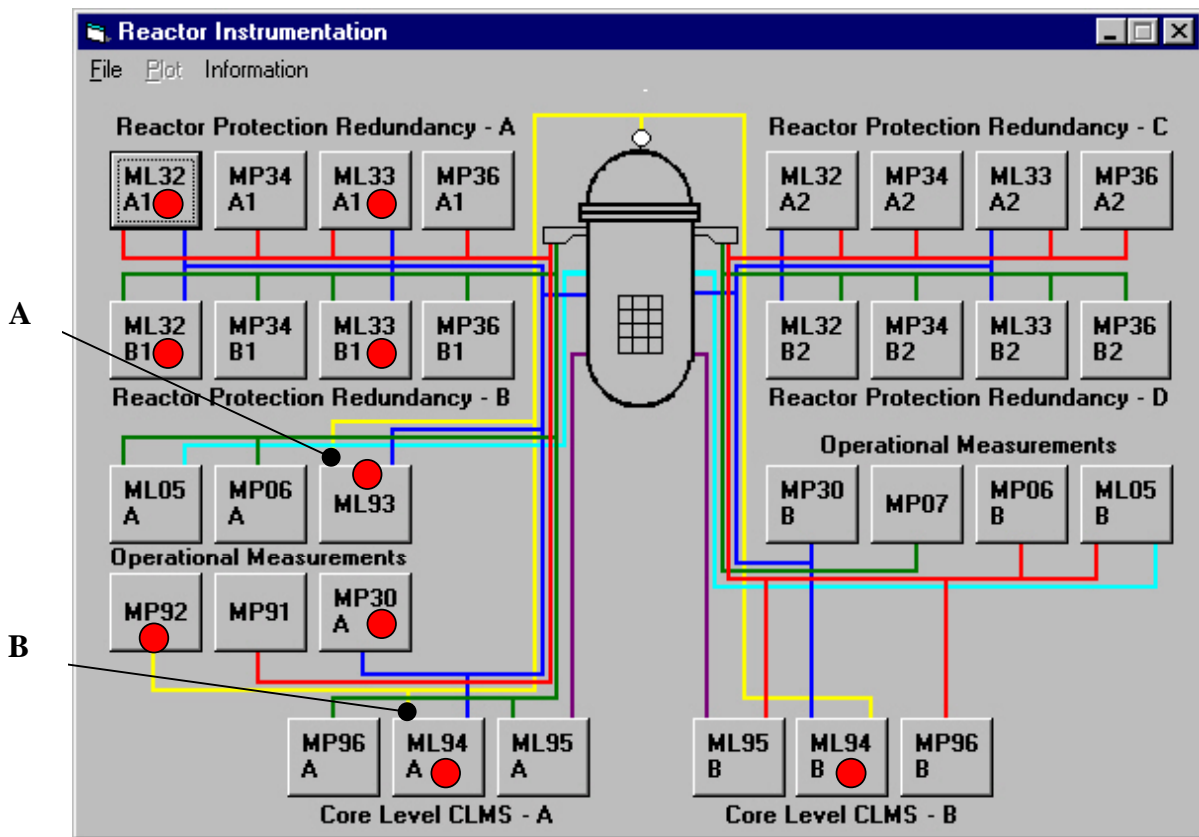 Reactor Instrumentation
File Plot Information
Reactor Protection Redundancy - A
ML32 A1
MP34 A1
ML33 A1
MP36 A1
Reactor Protection Redundancy - C
ML32 A2
MP34 A2
ML33 A2
MP36 A2
A
ML32 B1
MP34 B1
ML33 B1
MP36 B1
Reactor Protection Redundancy - B
ML32 B2
MP34 B2
ML33 B2
MP36 B2
Reactor Protection Redundancy - D
ML05 A
MP06 A
ML93
Operational Measurements
Operational Measurements
MP30 B
MP07
MP06 B
ML05 B
B
MP92
MP91
MP30 A
MP96 A
ML94 A
ML95 A
Core Level CLMS - A
ML95 B
ML94 B
MP96 B
Core Level CLMS - B